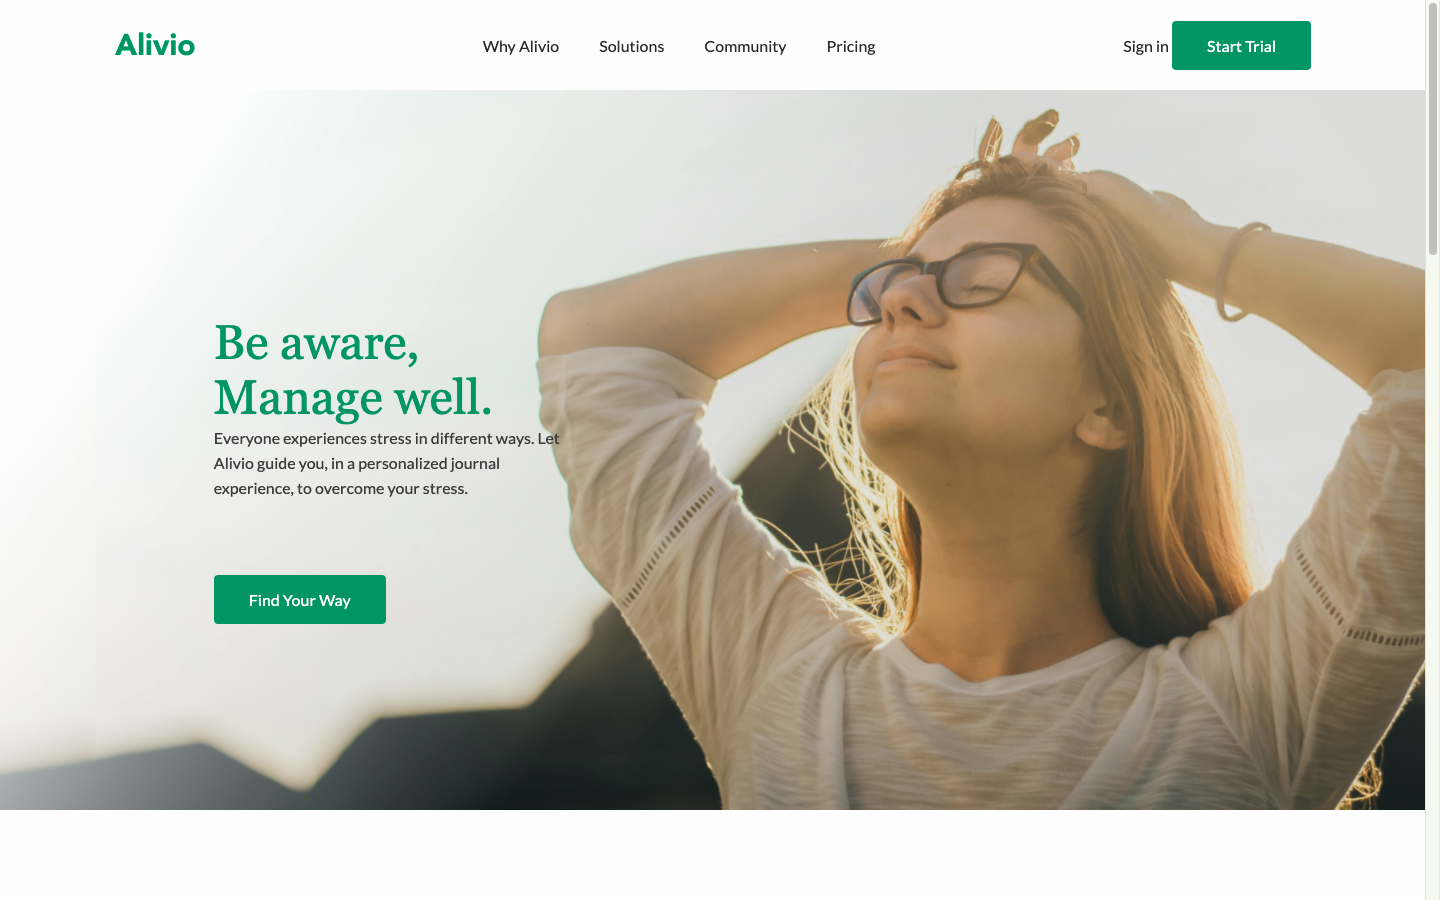 Alivio
Why Alivio
Solutions
Community
Pricing
Sign in
Start Trial
Be aware,
Manage well.
Everyone experiences stress in different ways. Let
Alivio guide you, in a personalized journal
experience, to overcome your stress.
Find Your Way